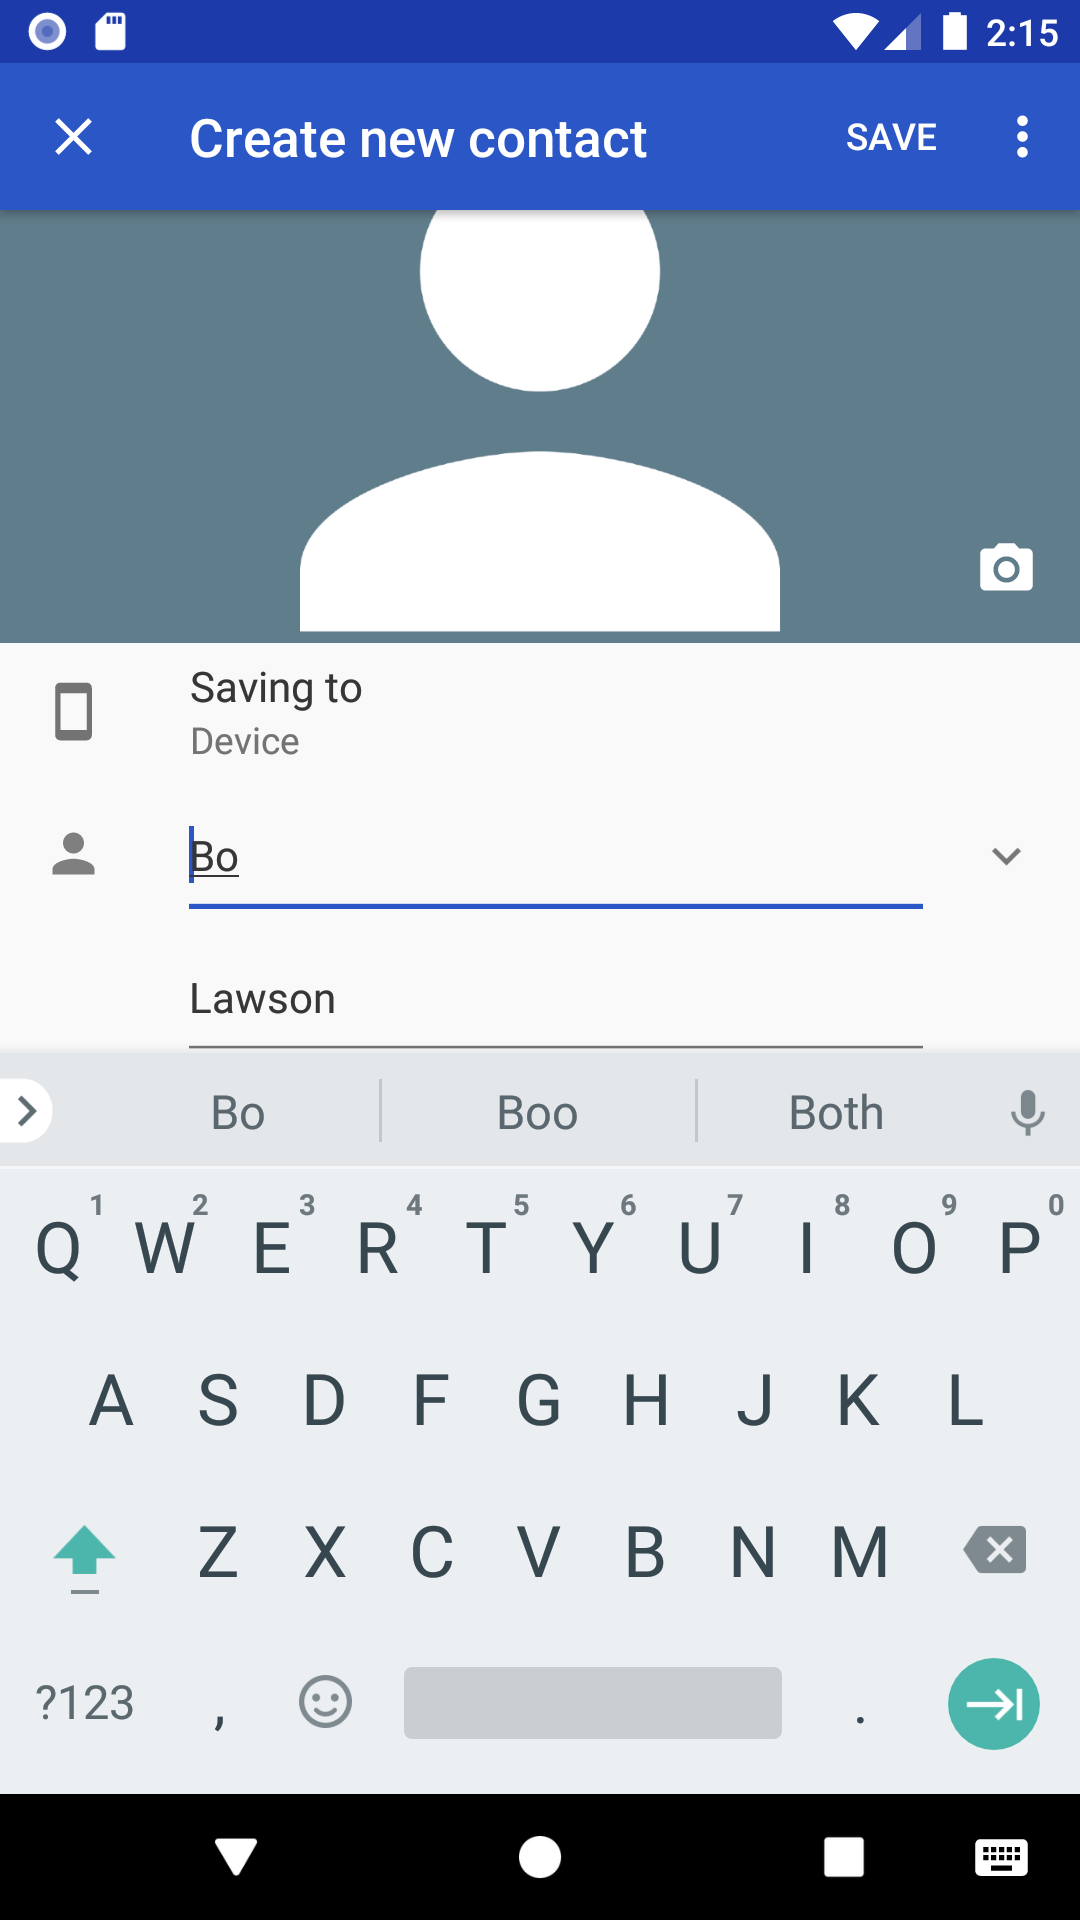 2:15
Create new contact SAVE
Saving to
Device
Bo
Lawson
Bo Boo Both
1 2 3 4 5 6 7 8 9 0
Q W E R T Y U I O P
A S D F G H J K L
Z X C V B N M
?123 , .